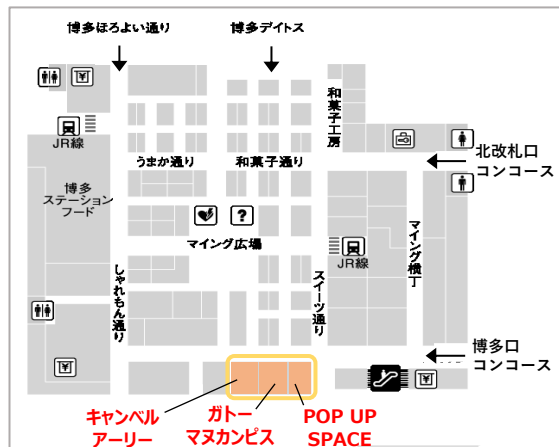 博多ほろよい通り
博多デイトス
和菓子工房
JR線
うまか通り
和菓子通り
北改札口
コンコース
博多
ステーション
フード
?
マイング広場
JR線
マイング横丁
しゃれもん通り
スイーツ通り
博多口
コンコース
キャンベル
アーリー
ガトー
マヌカンピス
POP UP
SPACE